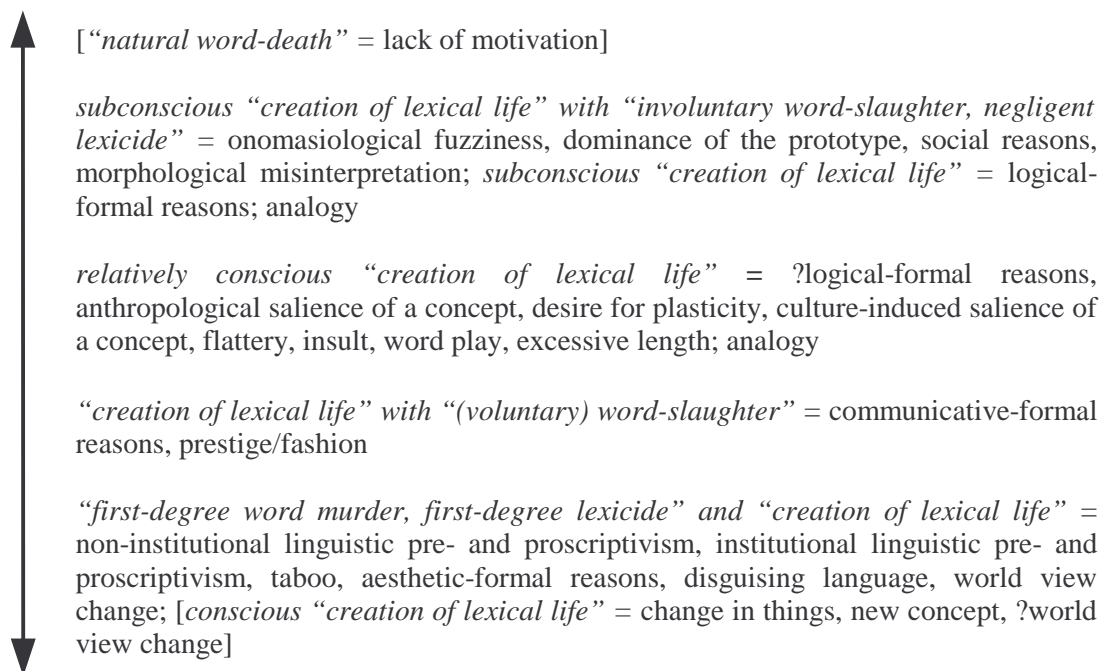 [“natural word-death” = lack of motivation]
subconscious “creation of lexical life” with “involuntary word-slaughter, negligent
lexicide” = onomasiological fuzziness, dominance of the prototype, social reasons,
morphological misinterpretation; subconscious “creation of lexical life” = logical-
formal reasons; analogy
relatively conscious “creation of lexical life” = ?logical-formal reasons,
anthropological salience of a concept, desire for plasticity, culture-induced salience of
a concept, flattery, insult, word play, excessive length; analogy
“creation of lexical life” with “(voluntary) word-slaughter” = communicative-formal
reasons, prestige/fashion
“first-degree word murder, first-degree lexicide” and “creation of lexical life” =
non-institutional linguistic pre- and proscriptivism, institutional linguistic pre- and
proscriptivism, taboo, aesthetic-formal reasons, disguising language, world view
change; [conscious “creation of lexical life” = change in things, new concept, ?world
view change]